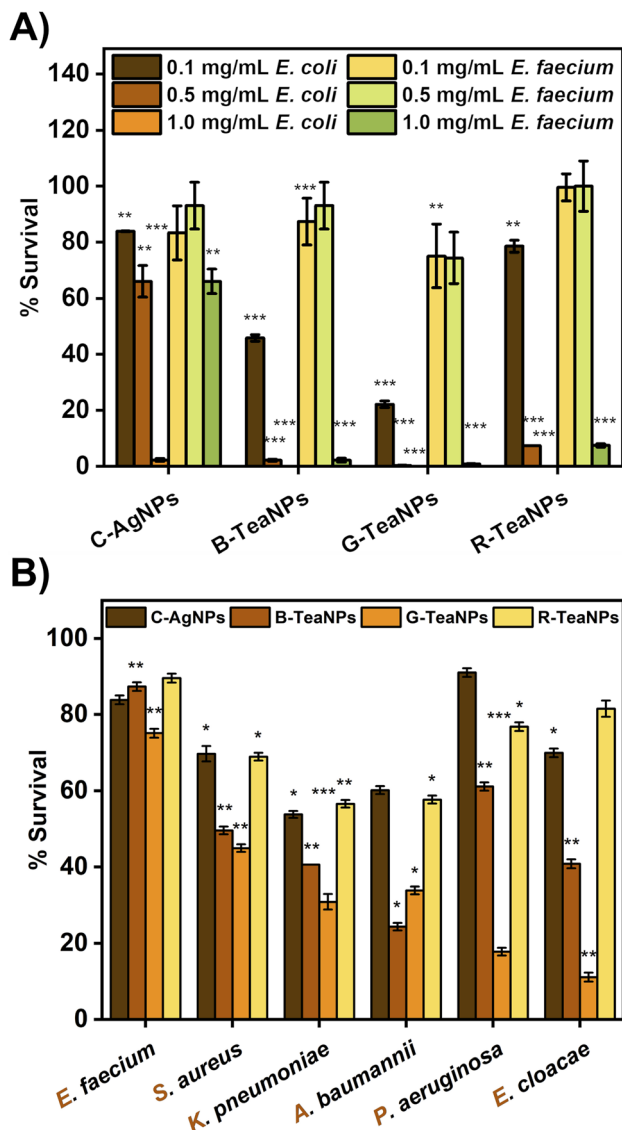 A)
0.1 mg/mL E. coli 0.1 mg/mL E. faecium
0.5 mg/mL E. coli 0.5 mg/mL E. faecium
1.0 mg/mL E. coli 1.0 mg/mL E. faecium
140
120
100
80
60
40
20
0
% Survival
** ** *** **
*** *** *** *** ***
*** *** *** ** ***
** *** *** ***
C-AgNPs B-TeaNPs G-TeaNPs R-TeaNPs
B)
C-AgNPs B-TeaNPs G-TeaNPs R-TeaNPs
100
80
60
40
20
0
% Survival
** **
* ** ** *
* ** *** **
* * *
** *** *
* ** **
E. faecium
S. aureus
K. pneumoniae
A. baumannii
P. aeruginosa
E. cloacae